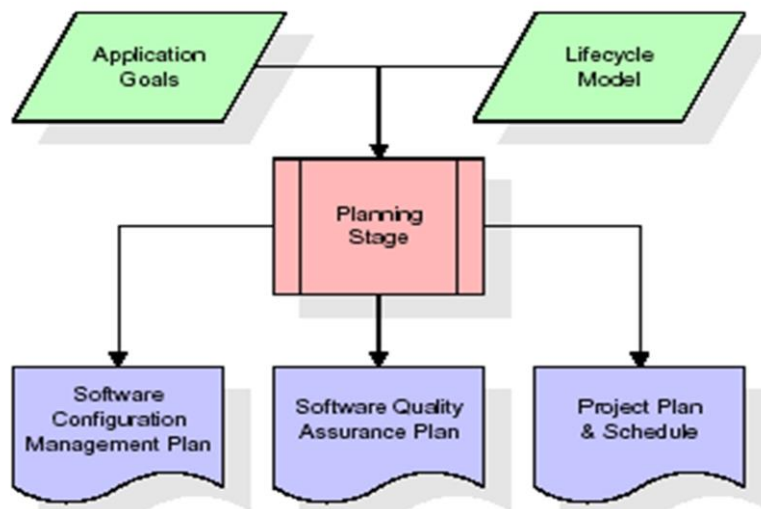 Application
Goals
Lifecycle
Model
Planning
Stage
Software
Configuration
Management Plan
Software Quality
Assurance Plan
Project Plan
& Schedule